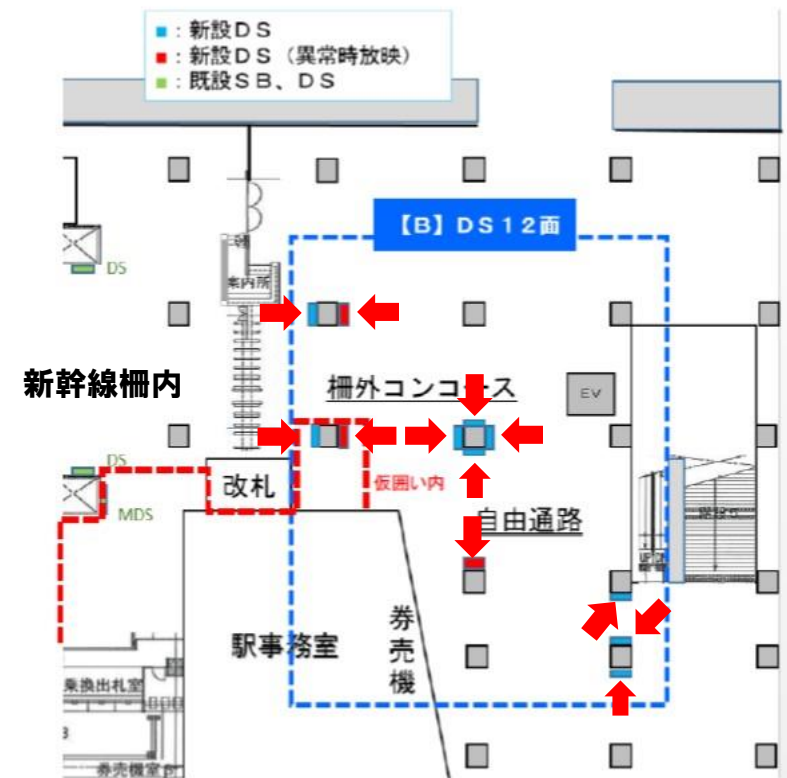 ■：新設ＤＳ
■：新設ＤＳ（異常時放映）
■：既設ＳＢ、ＤＳ
【Ｂ】ＤＳ１２面
DS
案内所
新幹線柵内
柵外コンコース
EV
DS
改札
仮囲い内
MDS
自由通路
駅事務室
券売機
乗換出札室
券売機室